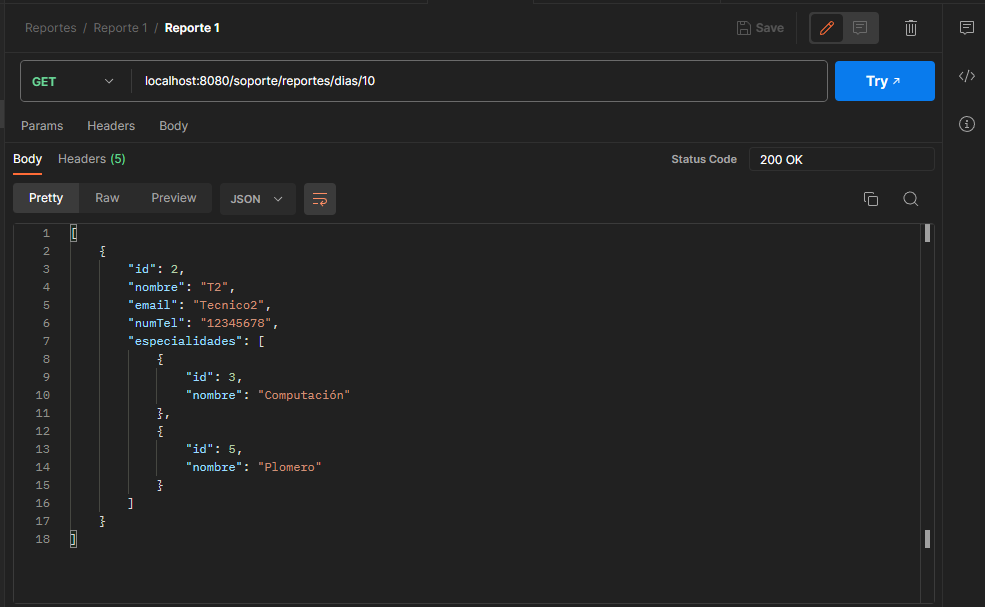 Reportes / Reporte 1 / Reporte 1
Save
GET
localhost:8080/soporte/reportes/dias/10
Try ↗
Params Headers Body
Body Headers (5)
Status Code 200 OK
Pretty Raw Preview JSON
1 [
2 {
3 "id": 2,
4 "nombre": "T2",
5 "email": "Tecnico2",
6 "numTel": "12345678",
7 "especialidades": [
8 {
9 "id": 3,
10 "nombre": "Computación"
11 },
12 {
13 "id": 5,
14 "nombre": "Plomero"
15 }
16 ]
17 }
18 ]